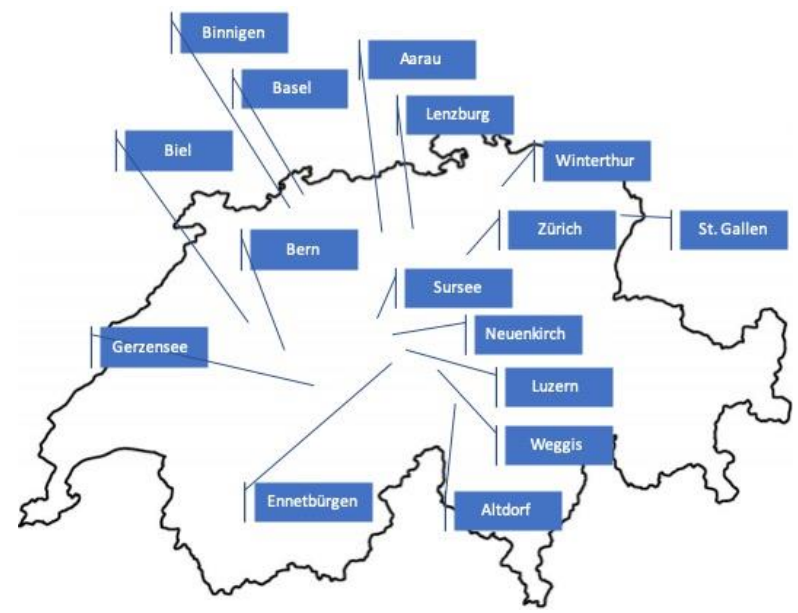 Binnigen
Aarau
Basel
Lenzburg
Biel
Winterthur
Zürich
St. Gallen
Bern
Sursee
Neuenkirch
Gerzensee
Luzern
Weggis
Ennetbürgen
Altdorf